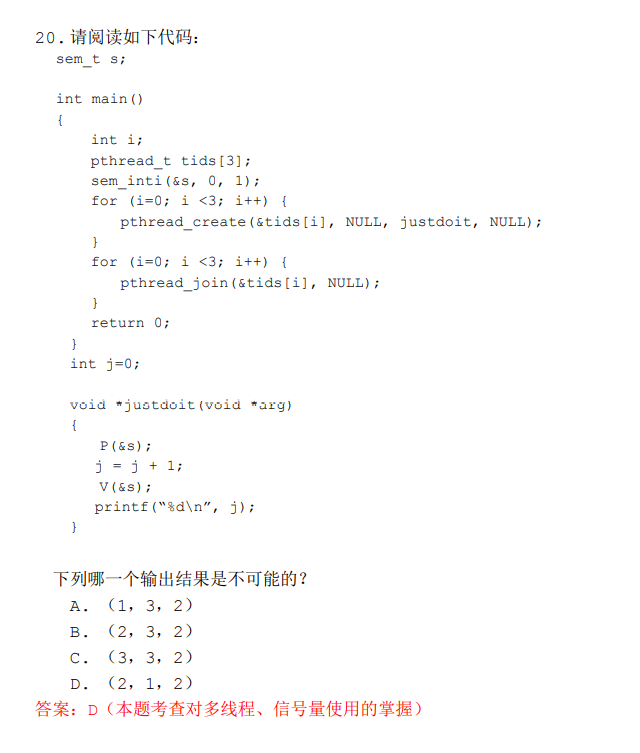 20.请阅读如下代码：
sem_t s;
int main()
{
int i;
pthread_t tids[3];
sem_inti(&s, 0, 1);
for (i=0; i <3; i++) {
pthread_create(&tids[i], NULL, justdoit, NULL);
}
for (i=0; i <3; i++) {
pthread_join(&tids[i], NULL);
}
return 0;
}
int j=0;
void *justdoit(void *arg)
{
P(&s);
j = j + 1;
V(&s);
printf(“%d\n”, j);
}
下列哪一个输出结果是不可能的？
A. （1，3，2）
B. （2，3，2）
C. （3，3，2）
D. （2，1，2）
答案：D（本题考查对多线程、信号量使用的掌握）